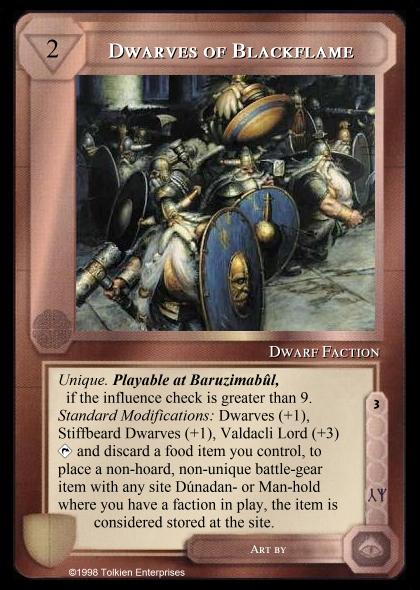 2
Dwarves of Blackflame
Dwarf Faction
Unique. Playable at Baruzimabûl,
if the influence check is greater than 9.
Standard Modifications: Dwarves (+1),
Stiffbeard Dwarves (+1), Valdacli Lord (+3)
and discard a food item you control, to
place a non-hoard, non-unique battle-gear
item with any site Dúnadan- or Man-hold
where you have a faction in play, the item is
considered stored at the site.
3
Art by
©1998 Tolkien Enterprises